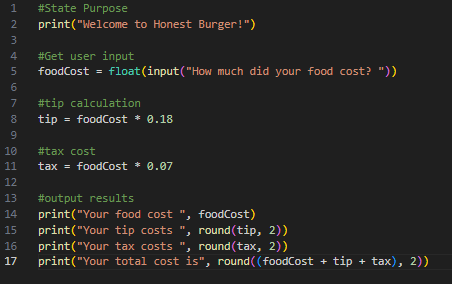 1 #State Purpose
2 print("Welcome to Honest Burger!")
3
4 #Get user input
5 foodCost = float(input("How much did your food cost? "))
6
7 #tip calculation
8 tip = foodCost * 0.18
9
10 #tax cost
11 tax = foodCost * 0.07
12
13 #output results
14 print("Your food cost ", foodCost)
15 print("Your tip costs ", round(tip, 2))
16 print("Your tax costs ", round(tax, 2))
17 print("Your total cost is", round((foodCost + tip + tax), 2))